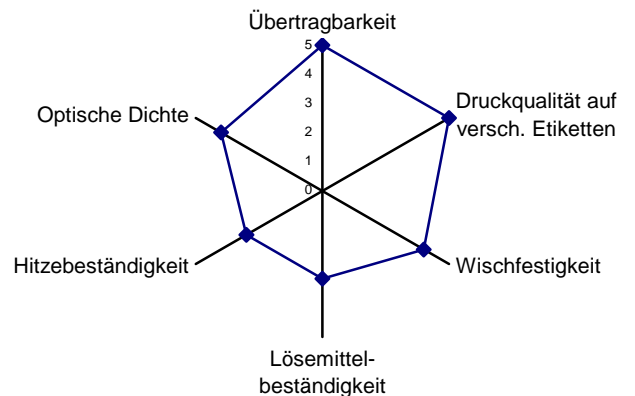 Übertragbarkeit
5
4
3
2
1
0
Druckqualität auf
versch. Etiketten
Optische Dichte
Hitzebeständigkeit
Wischfestigkeit
Lösemittel-
beständigkeit